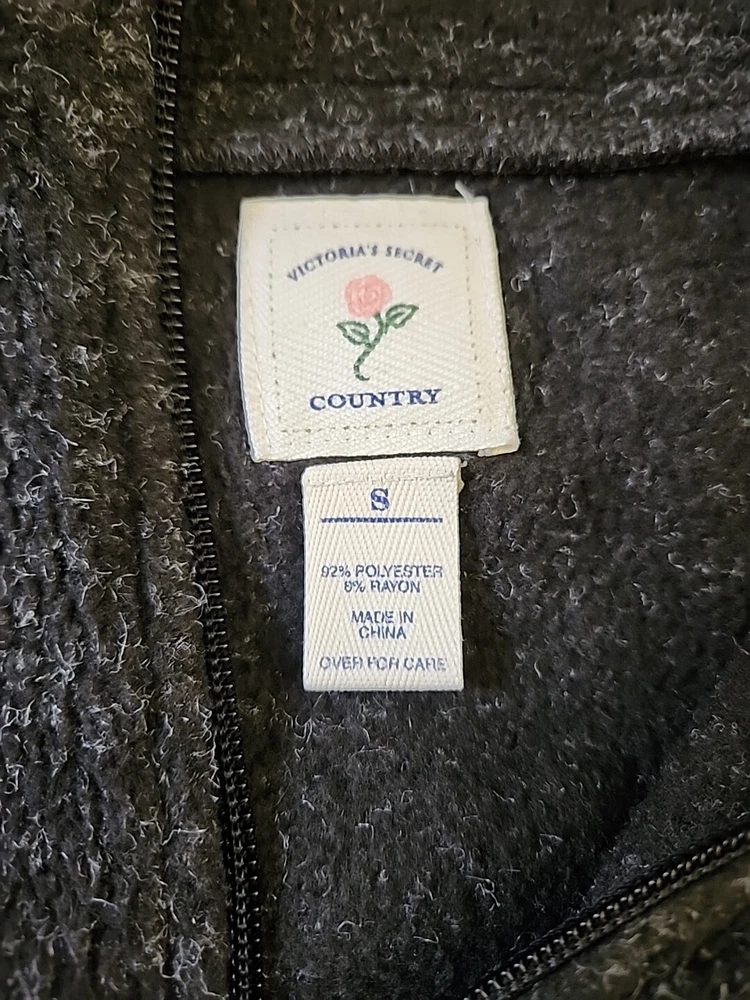 VICTORIA'S SECRET
COUNTRY
S
92% POLYESTER
8% RAYON
MADE IN
CHINA
OVER FOR CARE